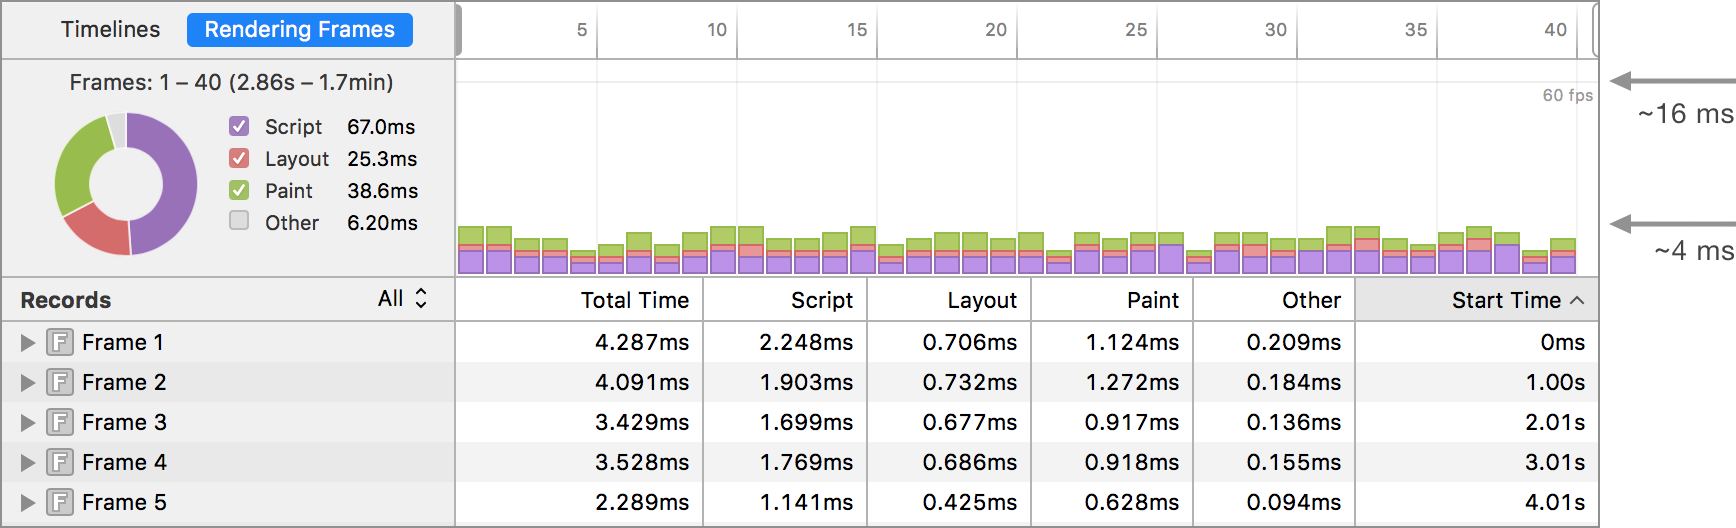 Timelines Rendering Frames 5 10 15 20 25 30 35 40
Frames: 1 – 40 (2.86s – 1.7min)
60 fps
~16 ms
Script 67.0ms
Layout 25.3ms
Paint 38.6ms
Other 6.20ms
~4 ms
Records All Total Time Script Layout Paint Other Start Time
F Frame 1 4.287ms 2.248ms 0.706ms 1.124ms 0.209ms 0ms
F Frame 2 4.091ms 1.903ms 0.732ms 1.272ms 0.184ms 1.00s
F Frame 3 3.429ms 1.699ms 0.677ms 0.917ms 0.136ms 2.01s
F Frame 4 3.528ms 1.769ms 0.686ms 0.918ms 0.155ms 3.01s
F Frame 5 2.289ms 1.141ms 0.425ms 0.628ms 0.094ms 4.01s